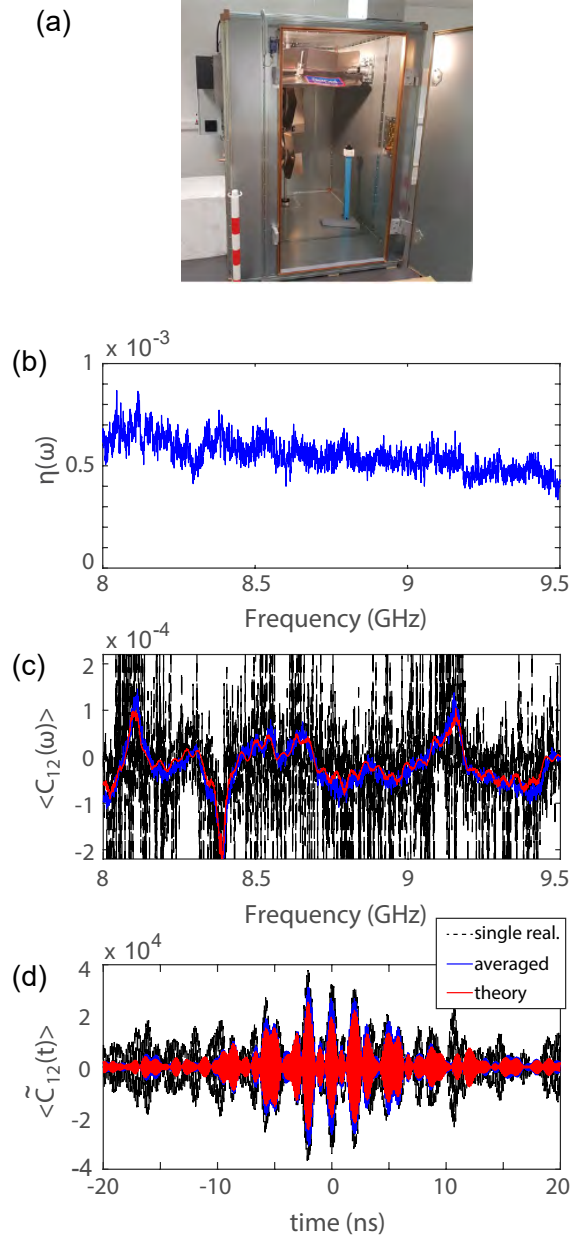 (a)
(b)
x 10^-3
1
0.5
0
η(ω)
8
8.5
9
9.5
Frequency (GHz)
(c)
x 10^-4
2
1
0
-1
-2
<C_12(ω)>
8
8.5
9
9.5
Frequency (GHz)
single real.
averaged
theory
(d)
x 10^4
4
2
0
-2
-4
<C̃_12(t)>
-20
-10
0
10
20
time (ns)